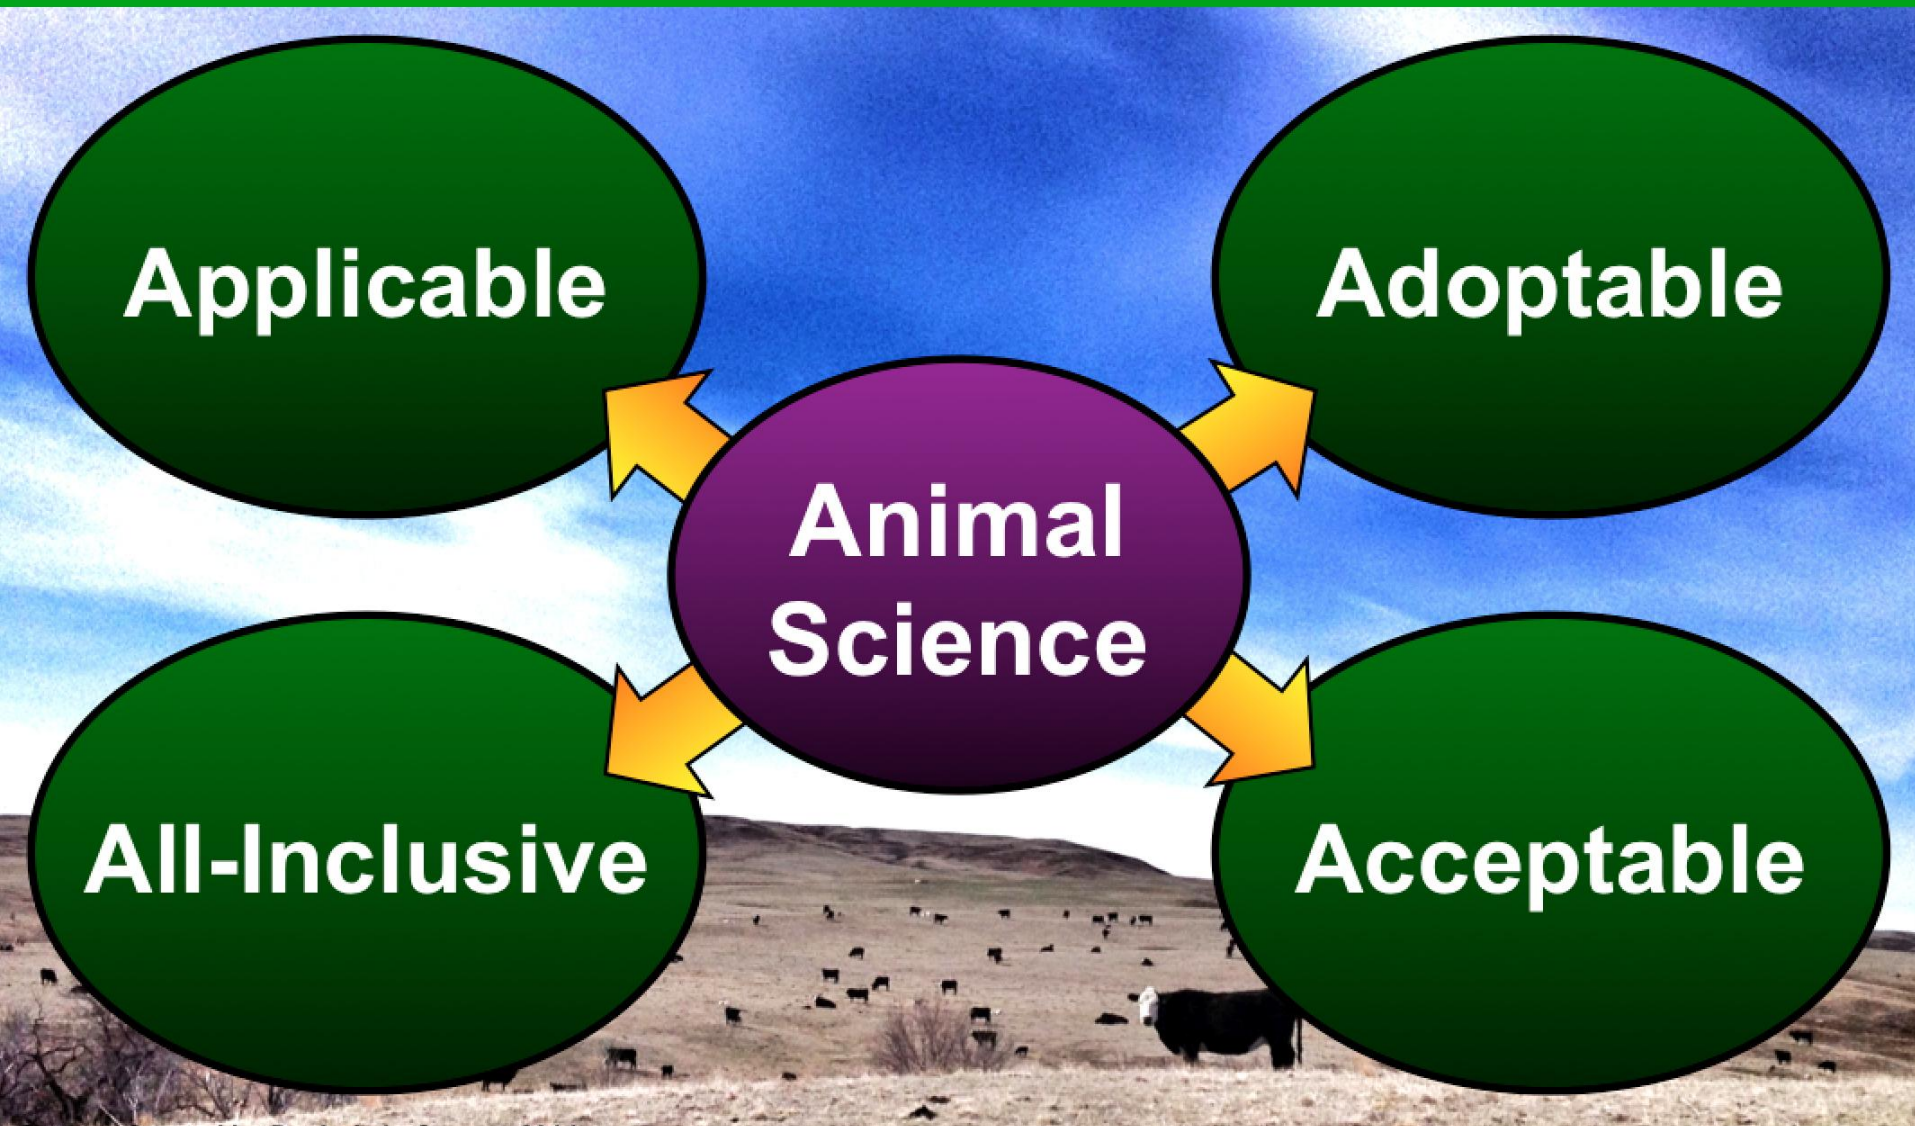 Applicable
Adoptable
Animal
Science
All-Inclusive
Acceptable